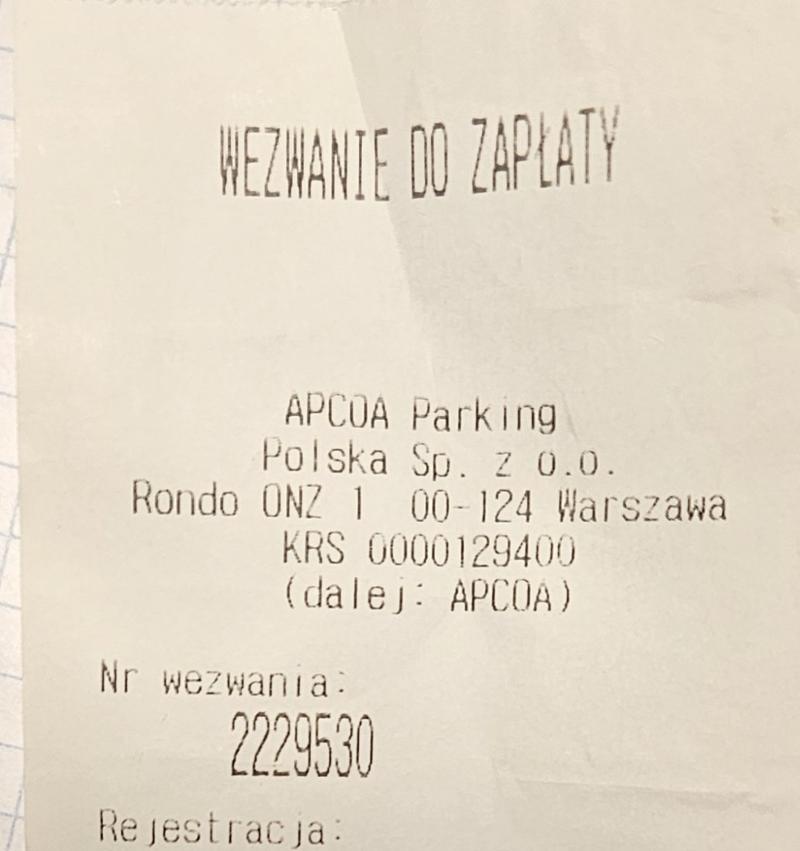 WEZWANIE DO ZAPŁATY
APCOA Parking
Polska Sp. z o.o.
Rondo ONZ 1 00-124 Warszawa
KRS 0000129400
(dalej: APCOA)
Nr wezwania:
2229530
Rejestracja: